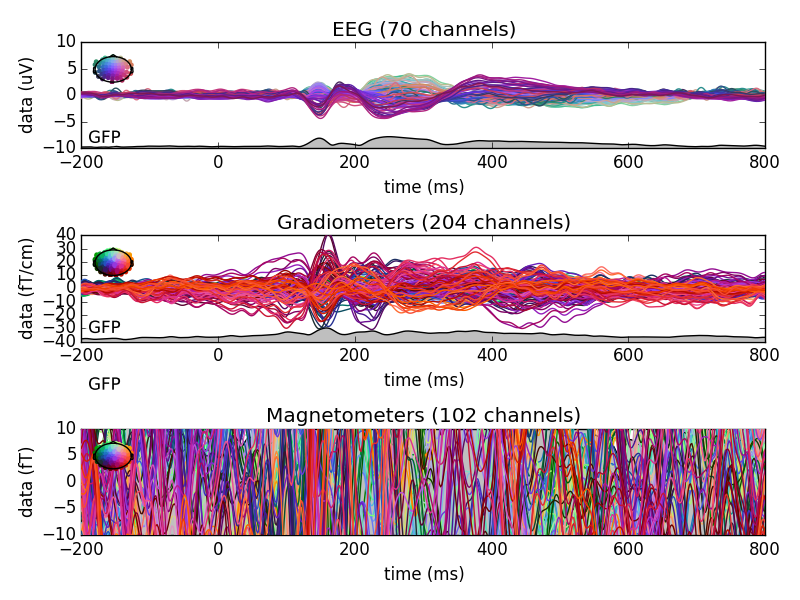 EEG (70 channels)
data (uV)
10
5
0
−5
−10
GFP
−200 0 200 400 600 800
time (ms)
Gradiometers (204 channels)
data (fT/cm)
40
30
20
10
0
−10
−20
−30
−40
GFP
−200 0 200 400 600 800
time (ms)
GFP
Magnetometers (102 channels)
data (fT)
10
5
0
−5
−10
−200 0 200 400 600 800
time (ms)